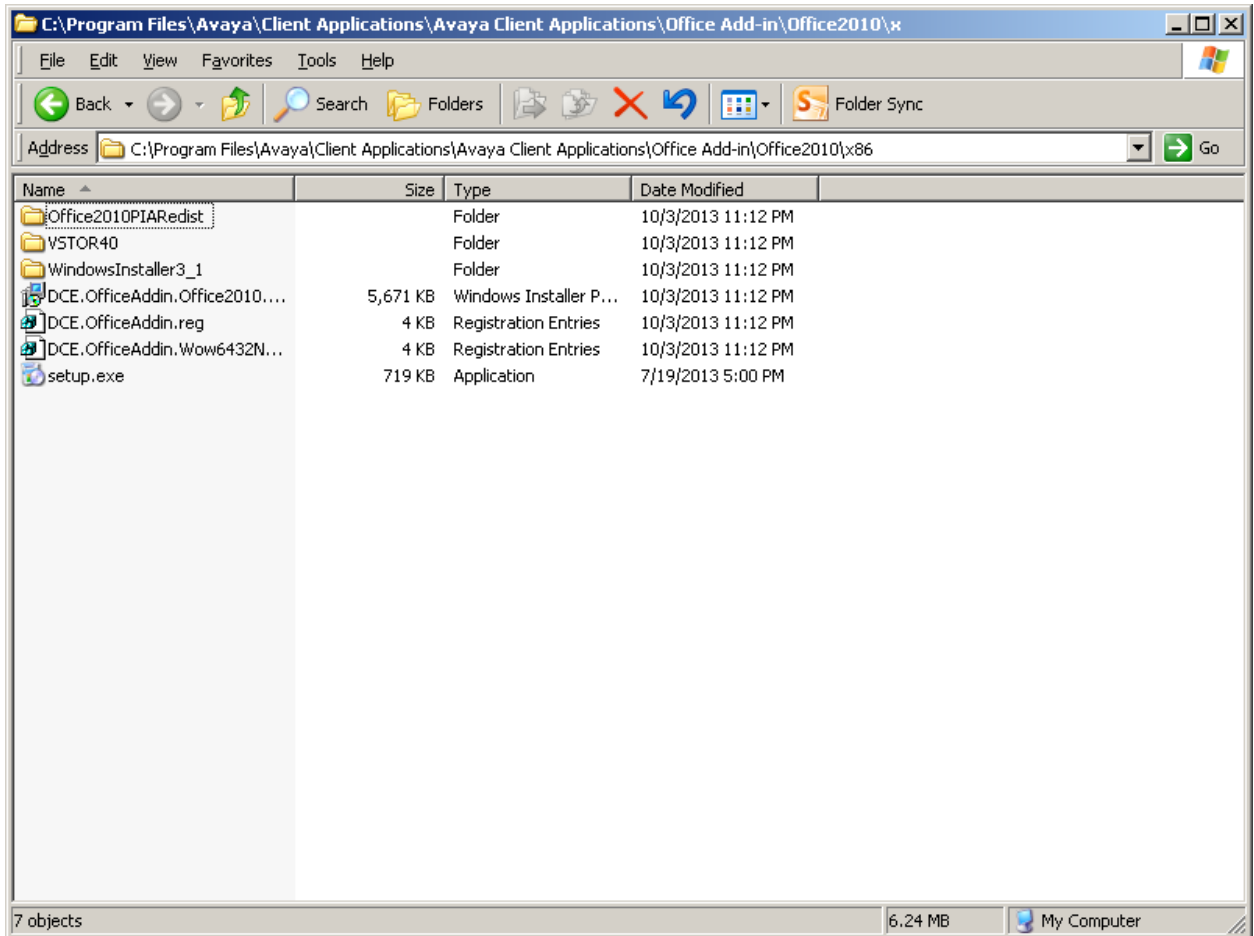 C:\Program Files\Avaya\Client Applications\Avaya Client Applications\Office Add-in\Office2010\x
File Edit View Favorites Tools Help
Back Search Folders Folder Sync
Address C:\Program Files\Avaya\Client Applications\Avaya Client Applications\Office Add-in\Office2010\x86 Go
Name Size Type Date Modified
Office2010PIARedist Folder 10/3/2013 11:12 PM
VSTOR40 Folder 10/3/2013 11:12 PM
WindowsInstaller3_1 Folder 10/3/2013 11:12 PM
DCE.OfficeAddin.Office2010.... 5,671 KB Windows Installer P... 10/3/2013 11:12 PM
DCE.OfficeAddin.reg 4 KB Registration Entries 10/3/2013 11:12 PM
DCE.OfficeAddin.Wow6432N... 4 KB Registration Entries 10/3/2013 11:12 PM
setup.exe 719 KB Application 7/19/2013 5:00 PM
7 objects 6.24 MB My Computer